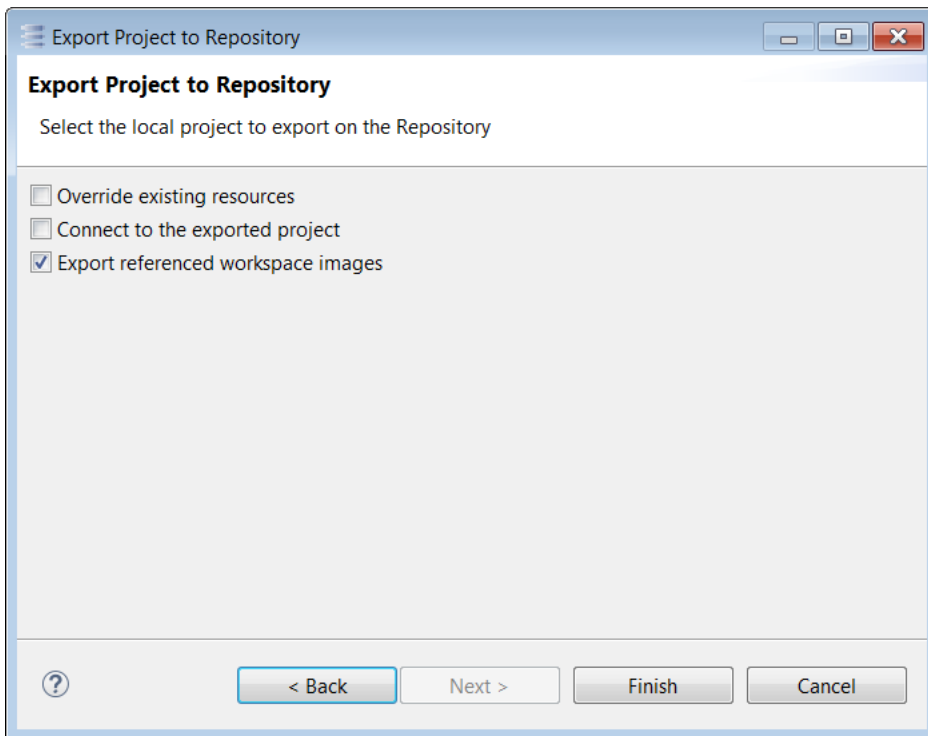 Export Project to Repository
Export Project to Repository
Select the local project to export on the Repository
Override existing resources
Connect to the exported project
Export referenced workspace images
? < Back Next > Finish Cancel